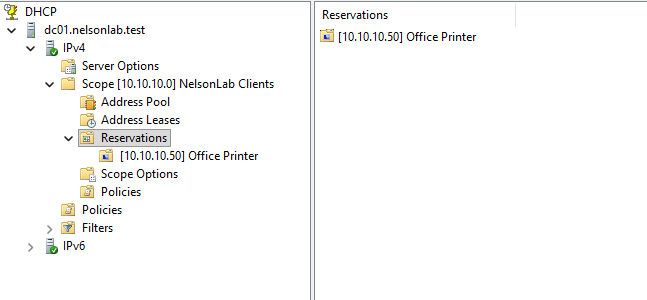 DHCP
dc01.nelsonlab.test
IPv4
Server Options
Scope [10.10.10.0] NelsonLab Clients
Address Pool
Address Leases
Reservations
[10.10.10.50] Office Printer
Scope Options
Policies
Policies
Filters
IPv6
Reservations
[10.10.10.50] Office Printer